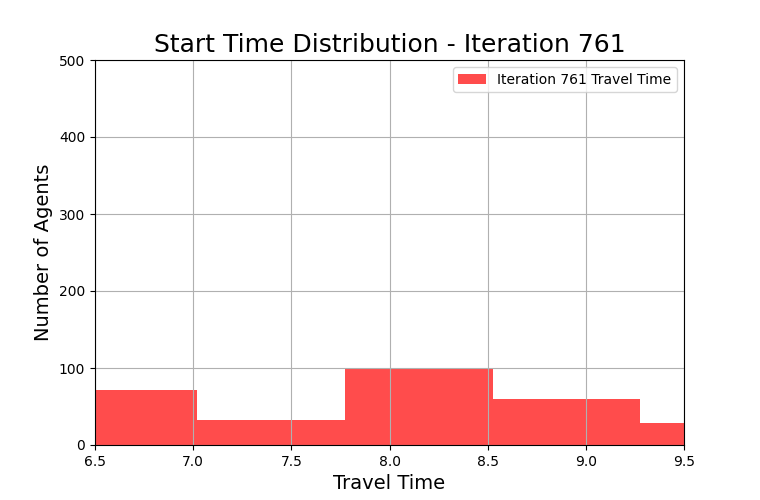 Start Time Distribution - Iteration 761
Iteration 761 Travel Time
Number of Agents
500
400
300
200
100
0
6.5 7.0 7.5 8.0 8.5 9.0 9.5
Travel Time